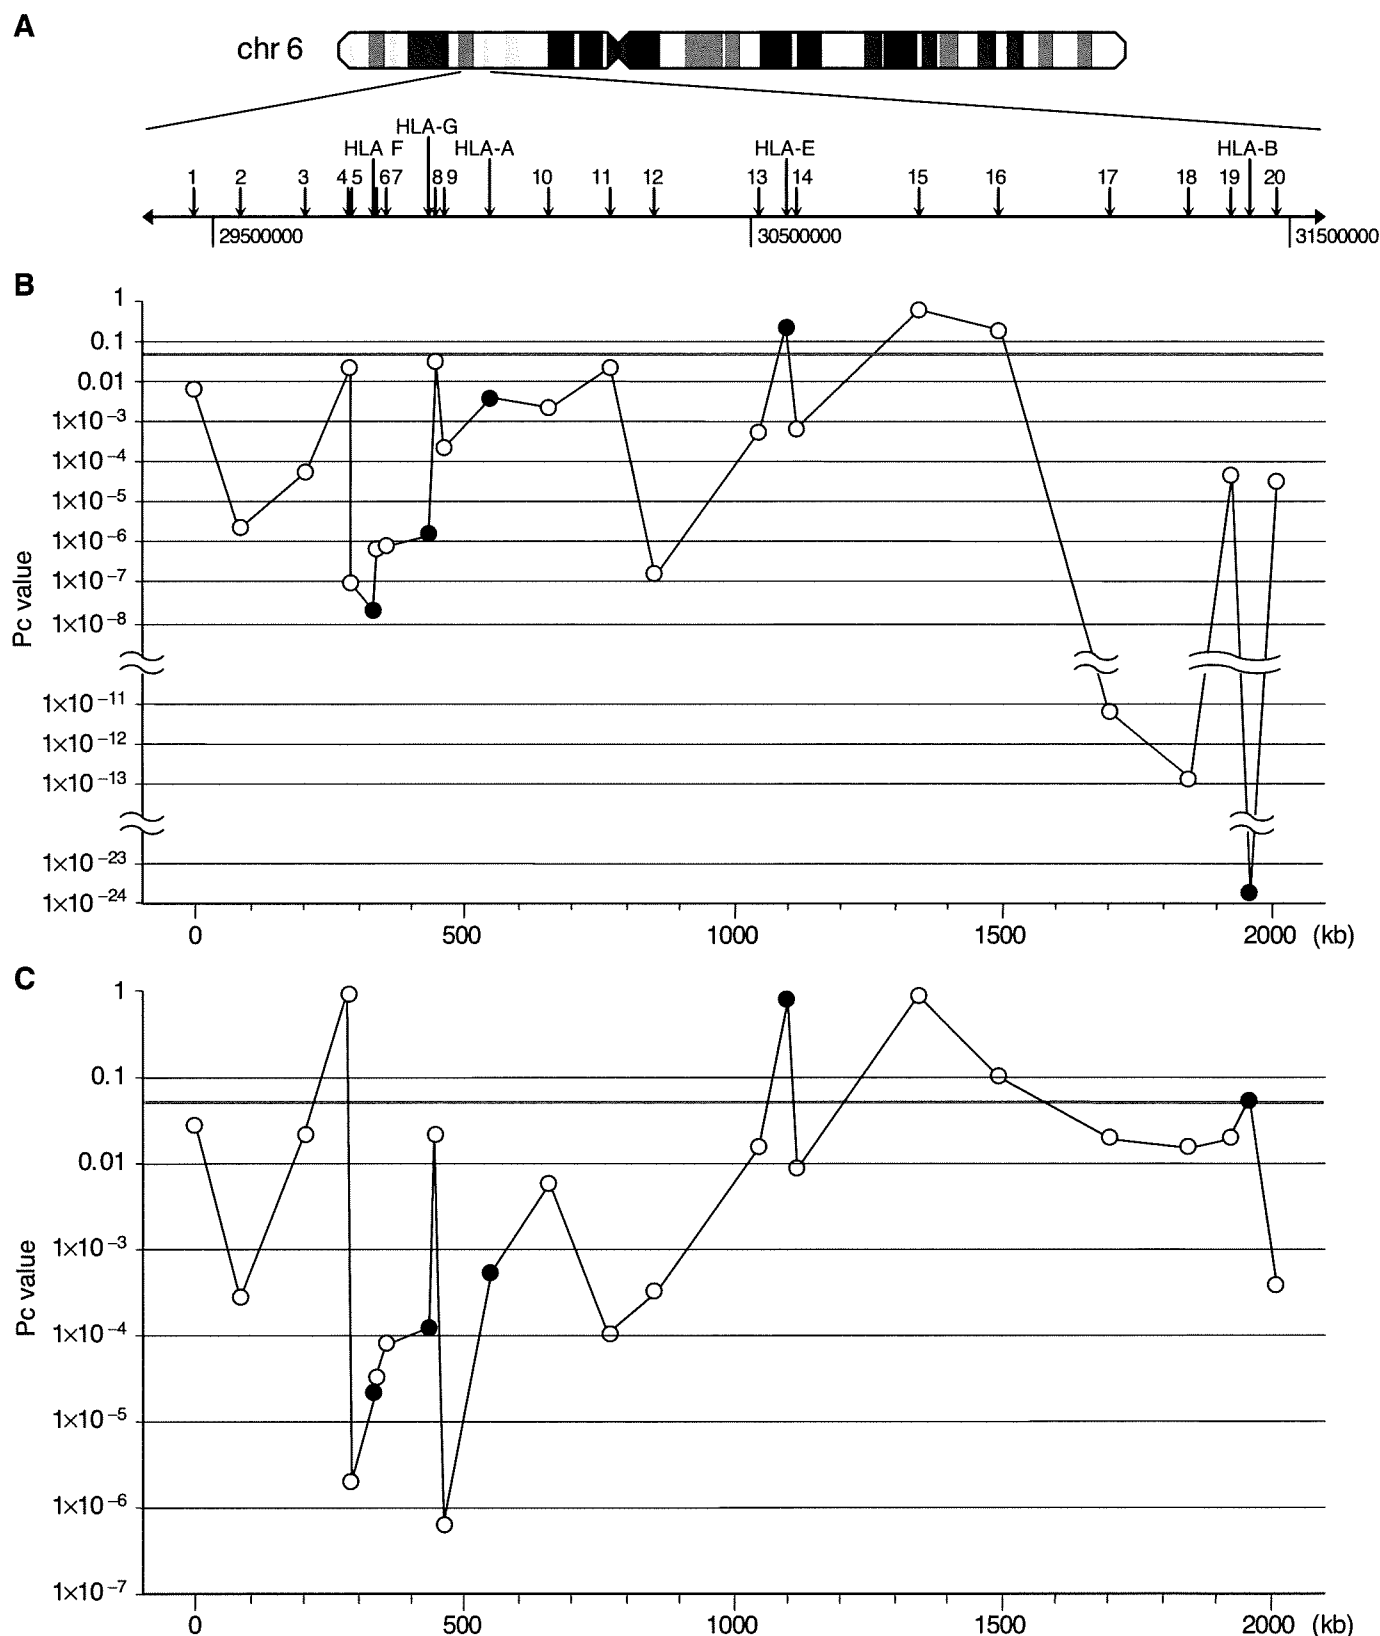 A
chr 6
HLA-G
HLA F HLA-A HLA-E HLA-B
1 2 3 4 5 6 7 8 9 10 11 12 13 14 15 16 17 18 19 20
29500000 30500000 31500000
B
1
0.1
0.01
1×10⁻³
1×10⁻⁴
1×10⁻⁵
1×10⁻⁶
1×10⁻⁷
1×10⁻⁸
1×10⁻¹¹
1×10⁻¹²
1×10⁻¹³
1×10⁻²³
1×10⁻²⁴
Pc value
0 500 1000 1500 2000 (kb)
C
1
0.1
0.01
1×10⁻³
1×10⁻⁴
1×10⁻⁵
1×10⁻⁶
1×10⁻⁷
Pc value
0 500 1000 1500 2000 (kb)